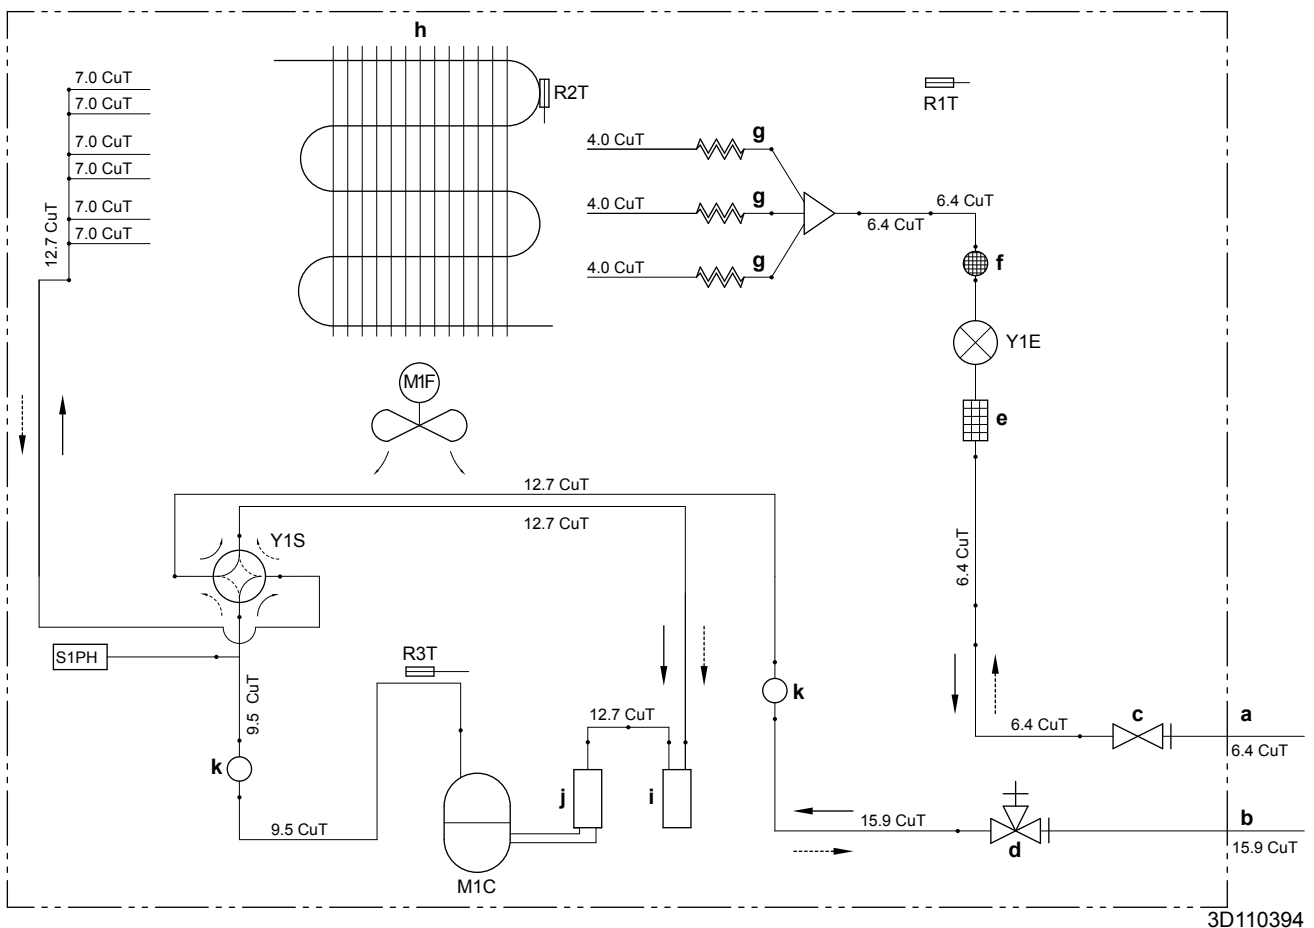 h
7.0 CuT
7.0 CuT
7.0 CuT
7.0 CuT
7.0 CuT
7.0 CuT
12.7 CuT
R2T
R1T
4.0 CuT
g
4.0 CuT
g
4.0 CuT
g
6.4 CuT
6.4 CuT
f
Y1E
e
M1F
12.7 CuT
12.7 CuT
Y1S
6.4 CuT
S1PH
R3T
9.5 CuT
k
k
12.7 CuT
6.4 CuT
c
a
6.4 CuT
j
i
9.5 CuT
15.9 CuT
d
b
15.9 CuT
M1C
3D110394